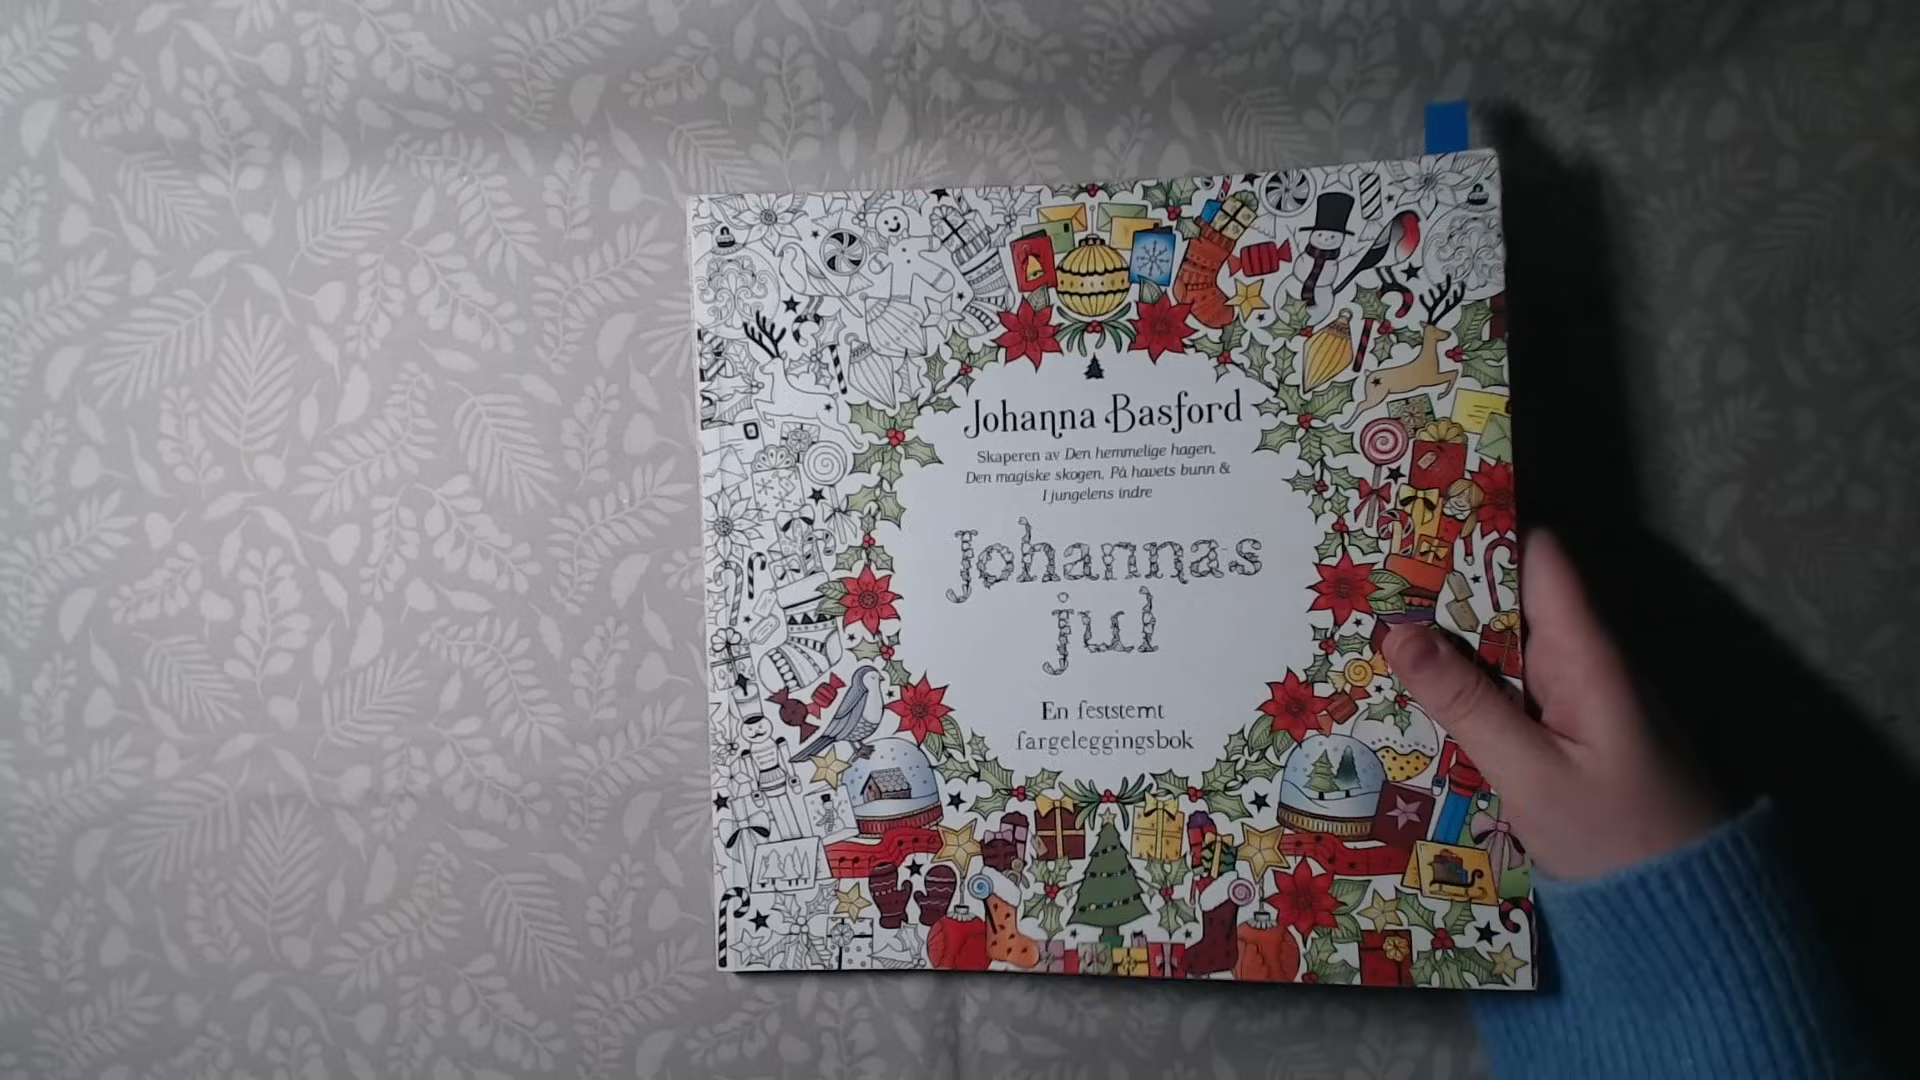 Johanna Basford
Skaperen av Den hemmelige hagen,
Den magiske skogen, På havets bunn &
I jungelens indre
Johannas
jul
En feststemt
fargeleggingsbok